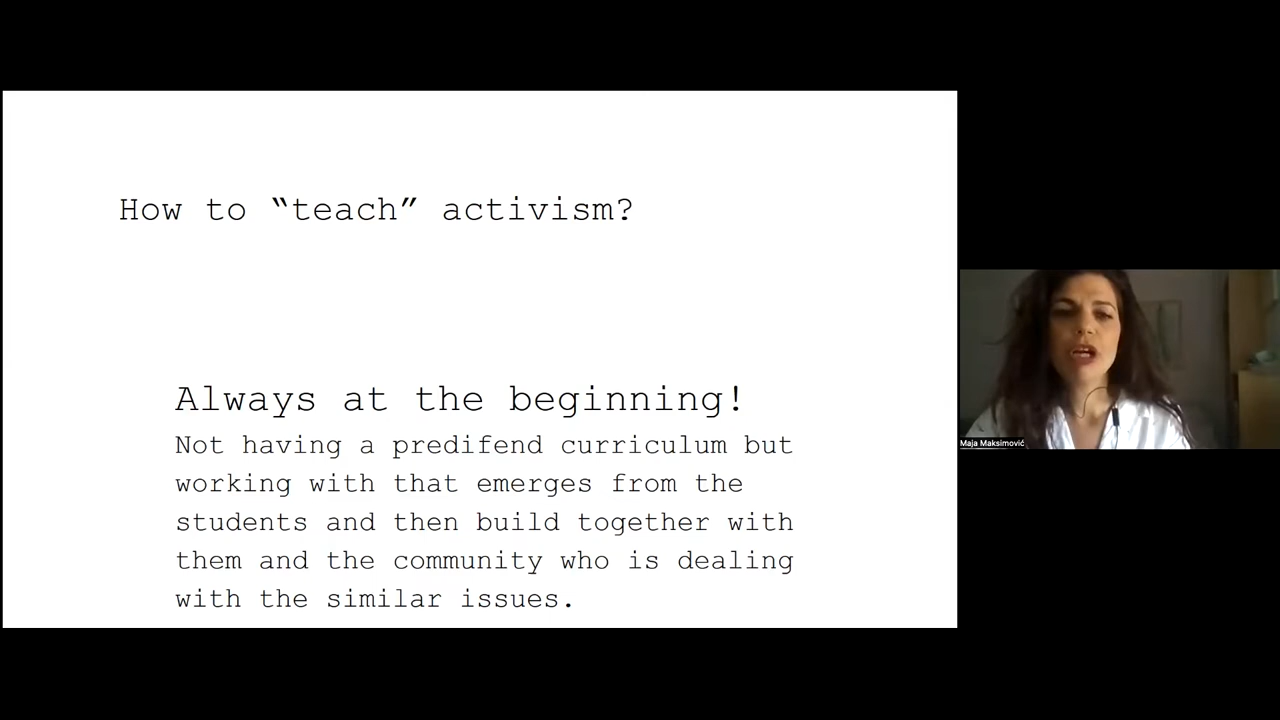 How to “teach” activism?
Always at the beginning!
Not having a predifend curriculum but
working with that emerges from the
students and then build together with
them and the community who is dealing
with the similar issues.
Maja Maksimović